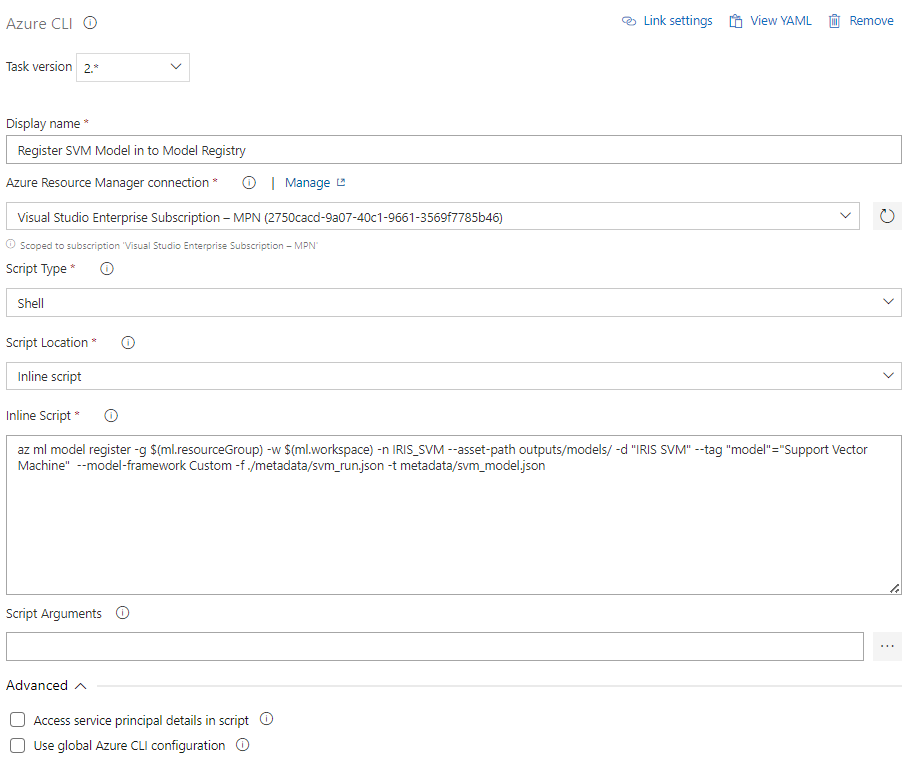 Azure CLI
Link settings
View YAML
Remove
Task version
2.*
Display name *
Register SVM Model in to Model Registry
Azure Resource Manager connection *
|
Manage
Visual Studio Enterprise Subscription – MPN (2750cacd-9a07-40c1-9661-3569f7785b46)
Scoped to subscription 'Visual Studio Enterprise Subscription – MPN'
Script Type *
Shell
Script Location *
Inline script
Inline Script *
az ml model register -g $(ml.resourceGroup) -w $(ml.workspace) -n IRIS_SVM --asset-path outputs/models/ -d "IRIS SVM" --tag "model"="Support Vector
Machine"  --model-framework Custom -f ./metadata/svm_run.json -t metadata/svm_model.json
Script Arguments
...
Advanced
Access service principal details in script
Use global Azure CLI configuration